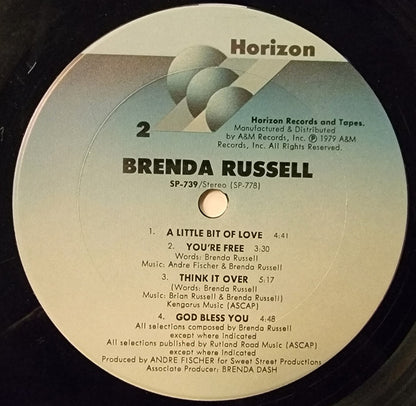 Horizon
Horizon Records and Tapes.
Manufactured & Distributed
by A&M Records, Inc. Ⓟ 1979 A&M
Records, Inc. All Rights Reserved.
2
BRENDA RUSSELL
SP-739/Stereo (SP-778)
1. A LITTLE BIT OF LOVE 4:41
2. YOU'RE FREE 3:30
Words: Brenda Russell
Music: Andre Fischer & Brenda Russell
3. THINK IT OVER 5:17
(Words: Brenda Russell
Music: Brian Russell & Brenda Russell)
Kengorus Music (ASCAP)
4. GOD BLESS YOU 4:48
All selections composed by Brenda Russell
except where indicated
All selections published by Rutland Road Music (ASCAP)
except where indicated
Produced by ANDRE FISCHER for Sweet Street Productions
Associate Producer: BRENDA DASH